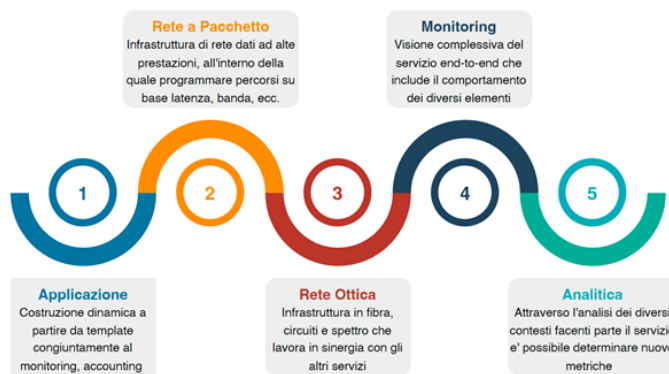 Rete a Pacchetto
Infrastruttura di rete dati ad alte
prestazioni, all'interno della
quale programmare percorsi su
base latenza, banda, ecc.
Monitoring
Visione complessiva del
servizio end-to-end che
include il comportamento
dei diversi elementi
1
2
3
4
5
Applicazione
Costruzione dinamica a
partire da template
congiuntamente al
monitoring, accounting
Rete Ottica
Infrastruttura in fibra,
circuiti e spettro che
lavora in sinergia con gli
altri servizi
Analitica
Attraverso l'analisi dei diversi
contesti facenti parte il servizio
e' possibile determinare nuove
metriche